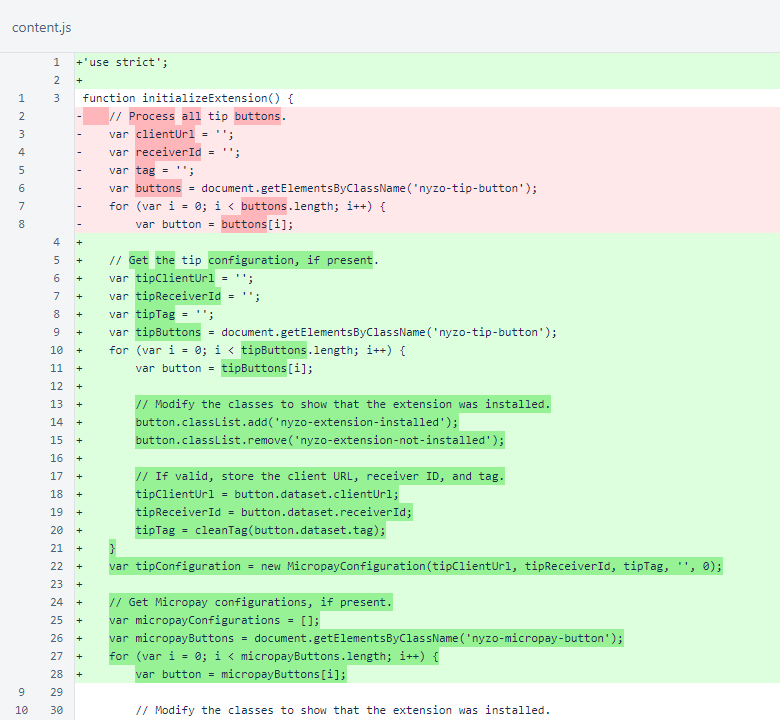 content.js
1 +'use strict';
2 +
1 3 function initializeExtension() {
2 - // Process all tip buttons.
3 - var clientUrl = '';
4 - var receiverId = '';
5 - var tag = '';
6 - var buttons = document.getElementsByClassName('nyzo-tip-button');
7 - for (var i = 0; i < buttons.length; i++) {
8 - var button = buttons[i];
4 +
5 + // Get the tip configuration, if present.
6 + var tipClientUrl = '';
7 + var tipReceiverId = '';
8 + var tipTag = '';
9 + var tipButtons = document.getElementsByClassName('nyzo-tip-button');
10 + for (var i = 0; i < tipButtons.length; i++) {
11 + var button = tipButtons[i];
12 +
13 + // Modify the classes to show that the extension was installed.
14 + button.classList.add('nyzo-extension-installed');
15 + button.classList.remove('nyzo-extension-not-installed');
16 +
17 + // If valid, store the client URL, receiver ID, and tag.
18 + tipClientUrl = button.dataset.clientUrl;
19 + tipReceiverId = button.dataset.receiverId;
20 + tipTag = cleanTag(button.dataset.tag);
21 + }
22 + var tipConfiguration = new MicropayConfiguration(tipClientUrl, tipReceiverId, tipTag, '', 0);
23 +
24 + // Get Micropay configurations, if present.
25 + var micropayConfigurations = [];
26 + var micropayButtons = document.getElementsByClassName('nyzo-micropay-button');
27 + for (var i = 0; i < micropayButtons.length; i++) {
28 + var button = micropayButtons[i];
9 29
10 30 // Modify the classes to show that the extension was installed.